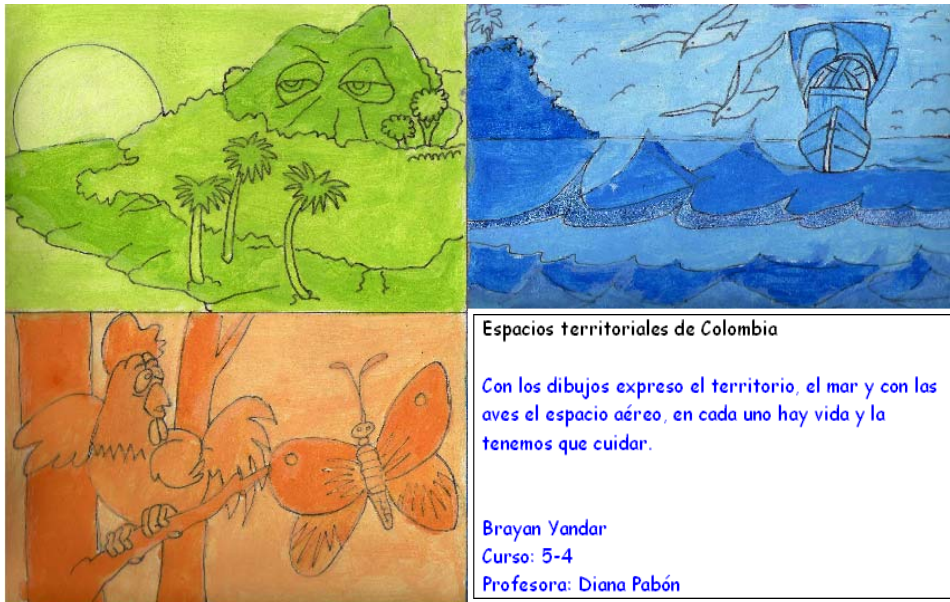 Espacios territoriales de Colombia
Con los dibujos expreso el territorio, el mar y con las
aves el espacio aéreo, en cada uno hay vida y la
tenemos que cuidar.
Brayan Yandar
Curso: 5-4
Profesora: Diana Pabón